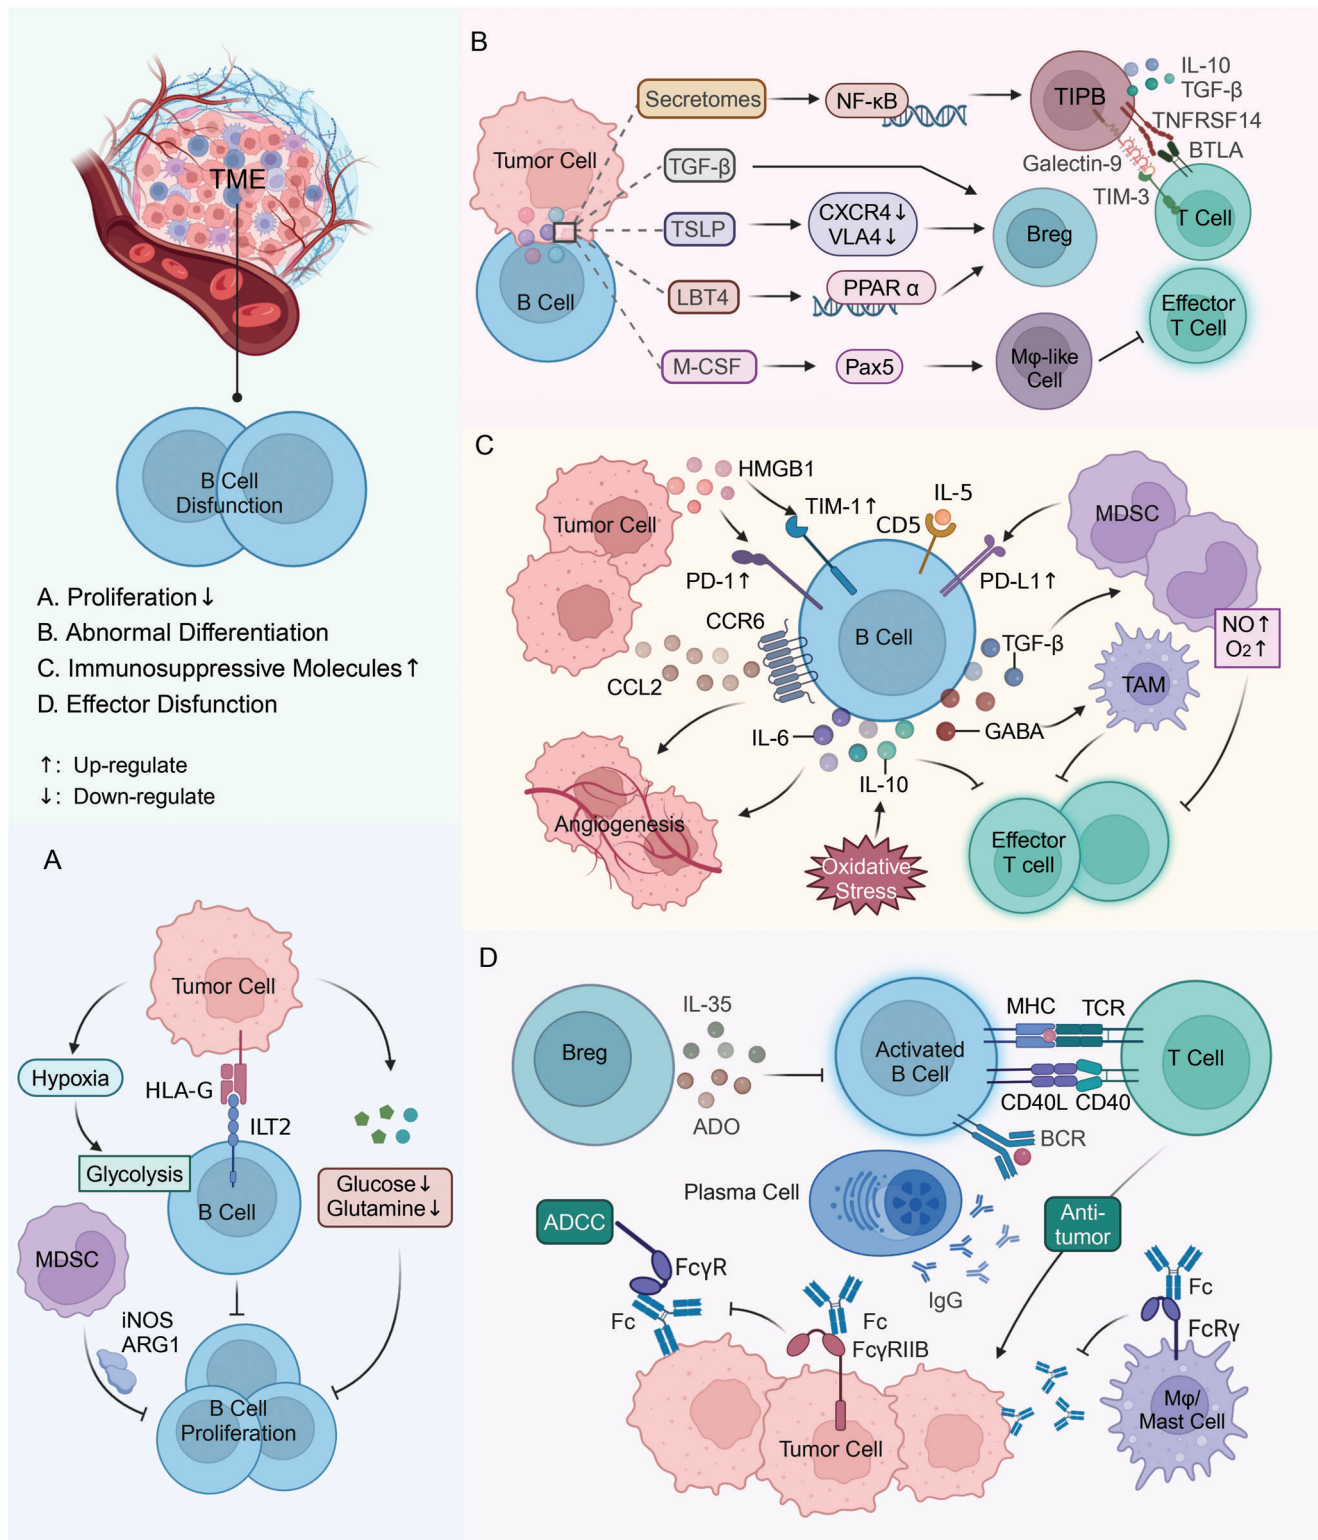 TME
B Cell
Disfunction
A. Proliferation↓
B. Abnormal Differentiation
C. Immunosuppressive Molecules↑
D. Effector Disfunction
↑: Up-regulate
↓: Down-regulate
A
Tumor Cell
Hypoxia
HLA-G
ILT2
Glycolysis
B Cell
Glucose↓
Glutamine↓
MDSC
iNOS
ARG1
B Cell
Proliferation
B
Tumor Cell
B Cell
Secretomes
NF-κB
TIPB
IL-10
TGF-β
TNFRSF14
BTLA
Galectin-9
TIM-3
T Cell
TGF-β
TSLP
CXCR4↓
VLA4↓
Breg
LBT4
PPAR α
Effector
T Cell
M-CSF
Pax5
Mφ-like
Cell
C
HMGB1
Tumor Cell
TIM-1↑
IL-5
CD5
MDSC
PD-1↑
PD-L1↑
CCR6
B Cell
TGF-β
NO↑
O2↑
CCL2
TAM
IL-6
GABA
IL-10
Angiogenesis
Oxidative
Stress
Effector
T cell
D
Breg
IL-35
ADO
Activated
B Cell
MHC
TCR
T Cell
CD40L
CD40
BCR
Plasma Cell
IgG
ADCC
FcγR
Fc
Anti-
tumor
Fc
FcγRIIB
Fc
FcRγ
Tumor Cell
Mφ/
Mast Cell